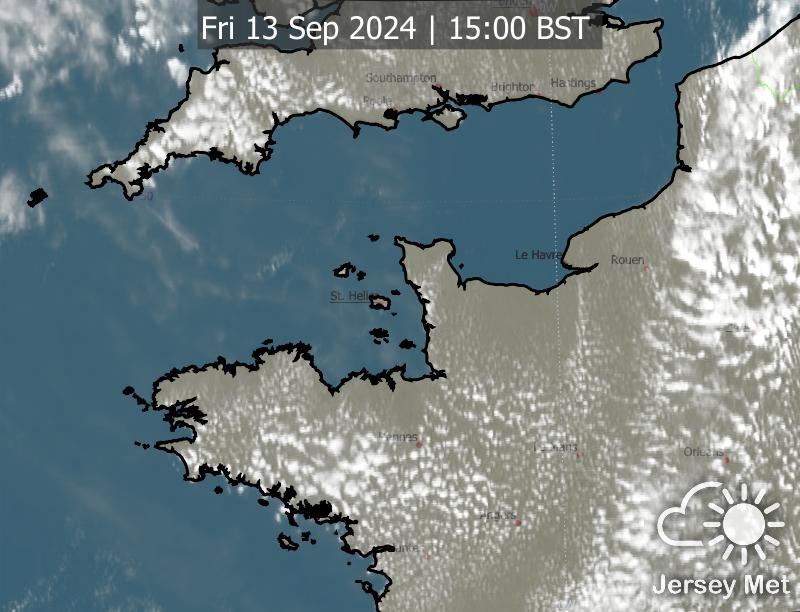 Fri 13 Sep 2024 | 15:00 BST
Southampton
Poole
Brighton
Hastings
Le Havre
Rouen
St. Helier
Rennes
Le Mans
Orleans
Angers
Jersey Met